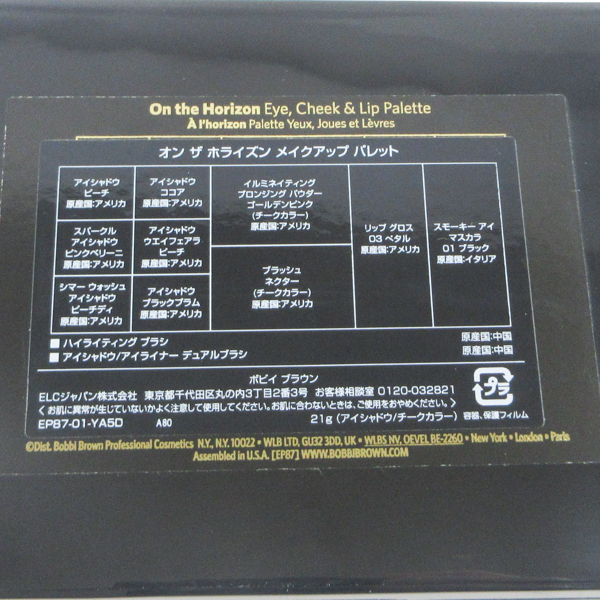 On the Horizon Eye, Cheek & Lip Palette
À l'horizon Palette Yeux, Joues et Lèvres
オン ザ ホライズン メイクアップ パレット
アイシャドウ
ピーチ
原産国:アメリカ
アイシャドウ
ココア
原産国:アメリカ
スパークル
アイシャドウ
ピンクベリーニ
原産国:アメリカ
アイシャドウ
ウエイフェアラ
ピーチ
原産国:アメリカ
シマー ウォッシュ
アイシャドウ
ピーチディ
原産国:アメリカ
アイシャドウ
ブラックプラム
原産国:アメリカ
イルミネイティング
ブロンジング パウダー
ゴールデンピンク
(チークカラー)
原産国:アメリカ
ブラッシュ
ネクター
(チークカラー)
原産国:アメリカ
リップ グロス
03 ペタル
原産国:アメリカ
スモーキー アイ
マスカラ
01 ブラック
原産国:イタリア
■ ハイライティング ブラシ 原産国:中国
■ アイシャドウ/アイライナー デュアルブラシ 原産国:中国
ボビイ ブラウン
ELCジャパン株式会社 東京都千代田区丸の内3丁目2番3号 お客様相談室 0120-032821
<お肌に異常が生じていないかよく注意して使用してください。お肌に合わないときは、ご使用をおやめください。>
EP87-01-YA5D A80 21g(アイシャドウ/チークカラー)
プラ
容器、保護フィルム
©Dist. Bobbi Brown Professional Cosmetics N.Y., N.Y. 10022 • WLB LTD, GU32 3DD, UK • WLBS NV, OEVEL BE-2260 • New York • London • Paris
Assembled in U.S.A. [EP87] WWW.BOBBIBROWN.COM